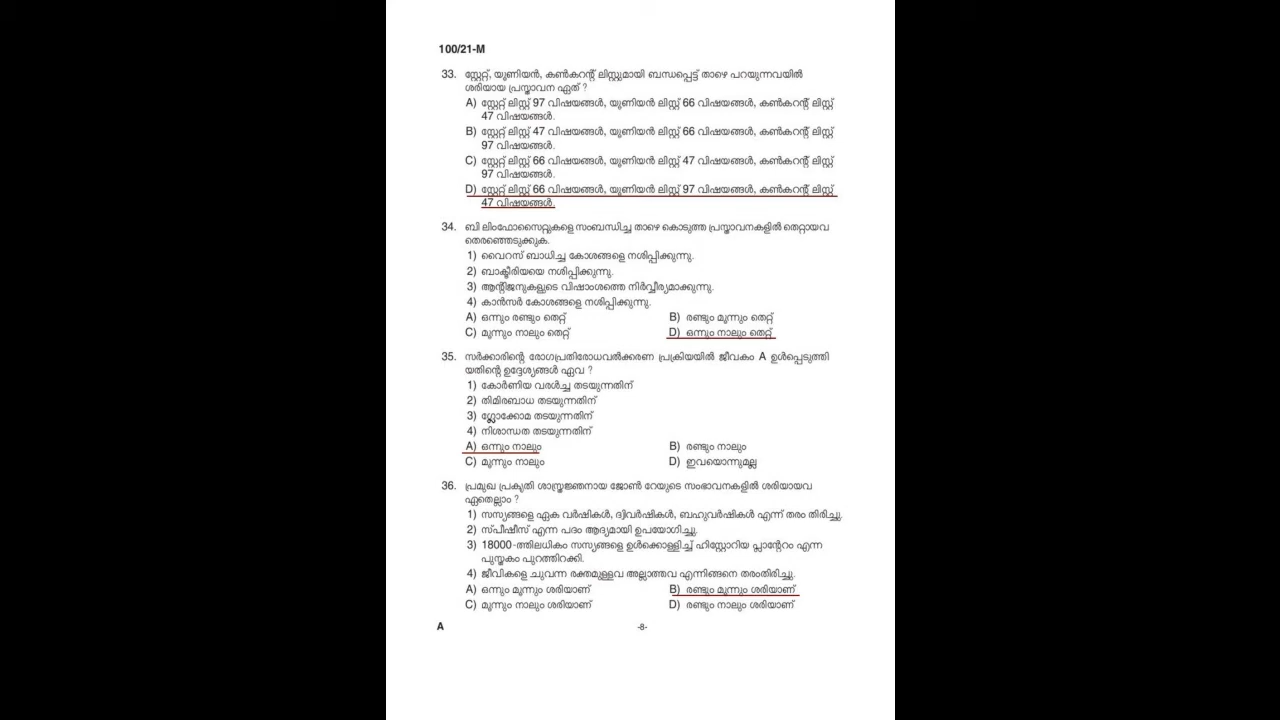 100/21-M
33. സ്റ്റേറ്റ്, യൂണിയൻ, കൺകറന്റ് ലിസ്റ്റുമായി ബന്ധപ്പെട്ട് താഴെ പറയുന്നവയിൽ
ശരിയായ പ്രസ്താവന ഏത് ?
A) സ്റ്റേറ്റ് ലിസ്റ്റ് 97 വിഷയങ്ങൾ, യൂണിയൻ ലിസ്റ്റ് 66 വിഷയങ്ങൾ, കൺകറന്റ് ലിസ്റ്റ്
47 വിഷയങ്ങൾ.
B) സ്റ്റേറ്റ് ലിസ്റ്റ് 47 വിഷയങ്ങൾ, യൂണിയൻ ലിസ്റ്റ് 66 വിഷയങ്ങൾ, കൺകറന്റ് ലിസ്റ്റ്
97 വിഷയങ്ങൾ.
C) സ്റ്റേറ്റ് ലിസ്റ്റ് 66 വിഷയങ്ങൾ, യൂണിയൻ ലിസ്റ്റ് 47 വിഷയങ്ങൾ, കൺകറന്റ് ലിസ്റ്റ്
97 വിഷയങ്ങൾ.
D) സ്റ്റേറ്റ് ലിസ്റ്റ് 66 വിഷയങ്ങൾ, യൂണിയൻ ലിസ്റ്റ് 97 വിഷയങ്ങൾ, കൺകറന്റ് ലിസ്റ്റ്
47 വിഷയങ്ങൾ.
34. ബി ലിംഫോസൈറ്റുകളെ സംബന്ധിച്ച താഴെ കൊടുത്ത പ്രസ്താവനകളിൽ തെറ്റായവ
തെരഞ്ഞെടുക്കുക.
1) വൈറസ് ബാധിച്ച കോശങ്ങളെ നശിപ്പിക്കുന്നു.
2) ബാക്ടീരിയയെ നശിപ്പിക്കുന്നു.
3) ആന്റിജനുകളുടെ വിഷാംശത്തെ നിർവ്വീര്യമാക്കുന്നു.
4) കാൻസർ കോശങ്ങളെ നശിപ്പിക്കുന്നു.
A) ഒന്നും രണ്ടും തെറ്റ് B) രണ്ടും മൂന്നും തെറ്റ്
C) മൂന്നും നാലും തെറ്റ് D) ഒന്നും നാലും തെറ്റ്
35. സർക്കാരിന്റെ രോഗപ്രതിരോധവൽക്കരണ പ്രക്രിയയിൽ ജീവകം A ഉൾപ്പെടുത്തി
യതിന്റെ ഉദ്ദേശ്യങ്ങൾ ഏവ ?
1) കോർണിയ വരൾച്ച തടയുന്നതിന്
2) തിമിരബാധ തടയുന്നതിന്
3) ഗ്ലോക്കോമ തടയുന്നതിന്
4) നിശാന്ധത തടയുന്നതിന്
A) ഒന്നും നാലും B) രണ്ടും നാലും
C) മൂന്നും നാലും D) ഇവയൊന്നുമല്ല
36. പ്രമുഖ പ്രകൃതി ശാസ്ത്രജ്ഞനായ ജോൺ റേയുടെ സംഭാവനകളിൽ ശരിയായവ
ഏതെല്ലാം ?
1) സസ്യങ്ങളെ ഏക വർഷികൾ, ദ്വിവർഷികൾ, ബഹുവർഷികൾ എന്ന് തരം തിരിച്ചു.
2) സ്പീഷീസ് എന്ന പദം ആദ്യമായി ഉപയോഗിച്ചു.
3) 18000-ത്തിലധികം സസ്യങ്ങളെ ഉൾക്കൊള്ളിച്ച് ഹിസ്റ്റോറിയ പ്ലാന്റേറം എന്ന
പുസ്തകം പുറത്തിറക്കി.
4) ജീവികളെ ചുവന്ന രക്തമുള്ളവ അല്ലാത്തവ എന്നിങ്ങനെ തരംതിരിച്ചു.
A) ഒന്നും മൂന്നും ശരിയാണ് B) രണ്ടും മൂന്നും ശരിയാണ്
C) മൂന്നും നാലും ശരിയാണ് D) രണ്ടും നാലും ശരിയാണ്
A -8-